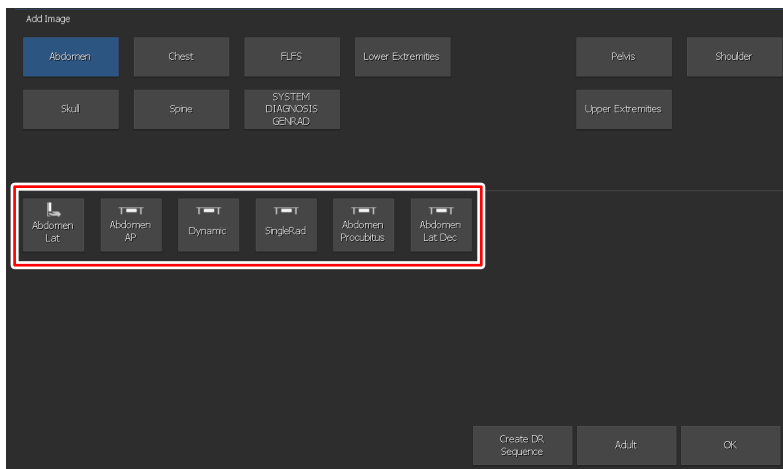 Add Image
Abdomen
Chest
FLFS
Lower Extremities
Pelvis
Shoulder
Skull
Spine
SYSTEM
DIAGNOSIS
GENRAD
Upper Extremities
Abdomen
Lat
Abdomen
AP
Dynamic
SingleRad
Abdomen
Procubitus
Abdomen
Lat Dec
Create DR
Sequence
Adult
OK